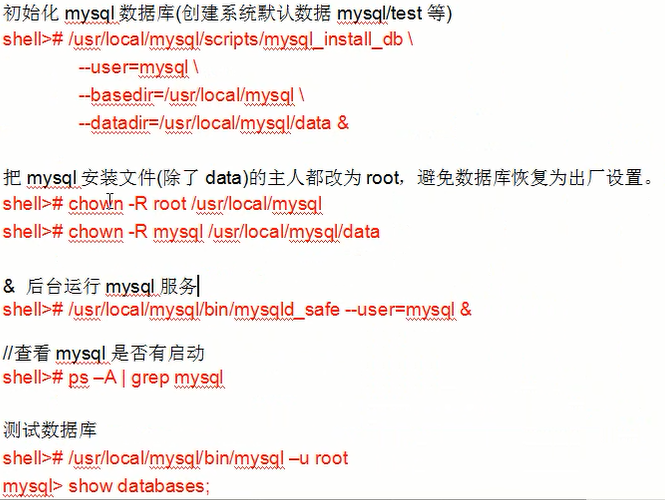 初始化 mysql 数据库(创建系统默认数据 mysql/test 等)
shell># /usr/local/mysql/scripts/mysql_install_db \
--user=mysql \
--basedir=/usr/local/mysql \
--datadir=/usr/local/mysql/data &
把 mysql 安装文件(除了 data)的主人都改为 root，避免数据库恢复为出厂设置。
shell># chown -R root /usr/local/mysql
shell># chown -R mysql /usr/local/mysql/data
& 后台运行 mysql 服务
shell># /usr/local/mysql/bin/mysqld_safe --user=mysql &
//查看 mysql 是否有启动
shell># ps –A | grep mysql
测试数据库
shell># /usr/local/mysql/bin/mysql –u root
mysql> show databases;